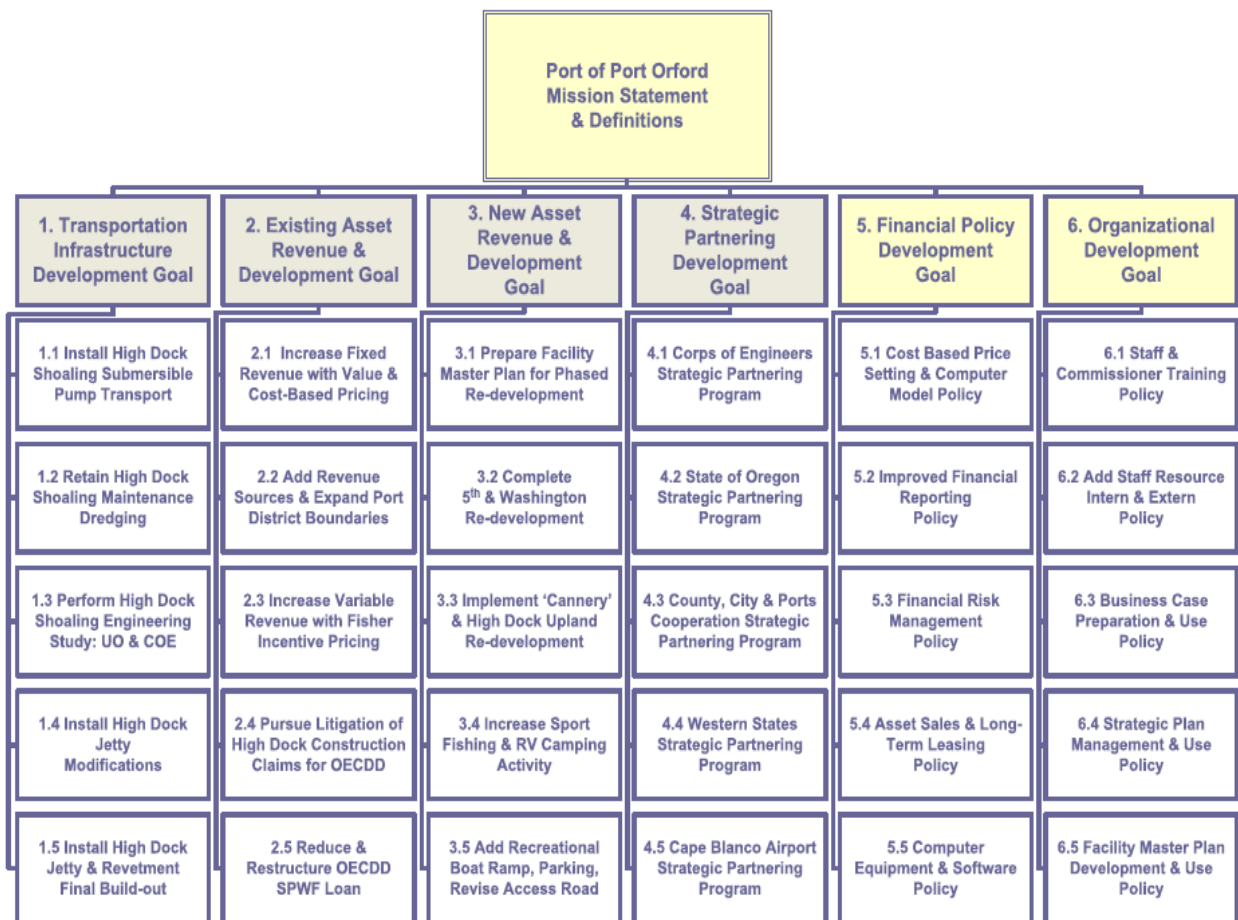 Port of Port Orford
Mission Statement
& Definitions
1. Transportation
Infrastructure
Development Goal
2. Existing Asset
Revenue &
Development Goal
3. New Asset
Revenue &
Development
Goal
4. Strategic
Partnering
Development
Goal
5. Financial Policy
Development
Goal
6. Organizational
Development
Goal
1.1 Install High Dock
Shoaling Submersible
Pump Transport
2.1 Increase Fixed
Revenue with Value &
Cost-Based Pricing
3.1 Prepare Facility
Master Plan for Phased
Re-development
4.1 Corps of Engineers
Strategic Partnering
Program
5.1 Cost Based Price
Setting & Computer
Model Policy
6.1 Staff &
Commissioner Training
Policy
1.2 Retain High Dock
Shoaling Maintenance
Dredging
2.2 Add Revenue
Sources & Expand Port
District Boundaries
3.2 Complete
5th & Washington
Re-development
4.2 State of Oregon
Strategic Partnering
Program
5.2 Improved Financial
Reporting
Policy
6.2 Add Staff Resource
Intern & Extern
Policy
1.3 Perform High Dock
Shoaling Engineering
Study: UO & COE
2.3 Increase Variable
Revenue with Fisher
Incentive Pricing
3.3 Implement ‘Cannery’
& High Dock Upland
Re-development
4.3 County, City & Ports
Cooperation Strategic
Partnering Program
5.3 Financial Risk
Management
Policy
6.3 Business Case
Preparation & Use
Policy
1.4 Install High Dock
Jetty
Modifications
2.4 Pursue Litigation of
High Dock Construction
Claims for OECDD
3.4 Increase Sport
Fishing & RV Camping
Activity
4.4 Western States
Strategic Partnering
Program
5.4 Asset Sales & Long-
Term Leasing
Policy
6.4 Strategic Plan
Management & Use
Policy
1.5 Install High Dock
Jetty & Revetment
Final Build-out
2.5 Reduce &
Restructure OECDD
SPWF Loan
3.5 Add Recreational
Boat Ramp, Parking,
Revise Access Road
4.5 Cape Blanco Airport
Strategic Partnering
Program
5.5 Computer
Equipment & Software
Policy
6.5 Facility Master Plan
Development & Use
Policy